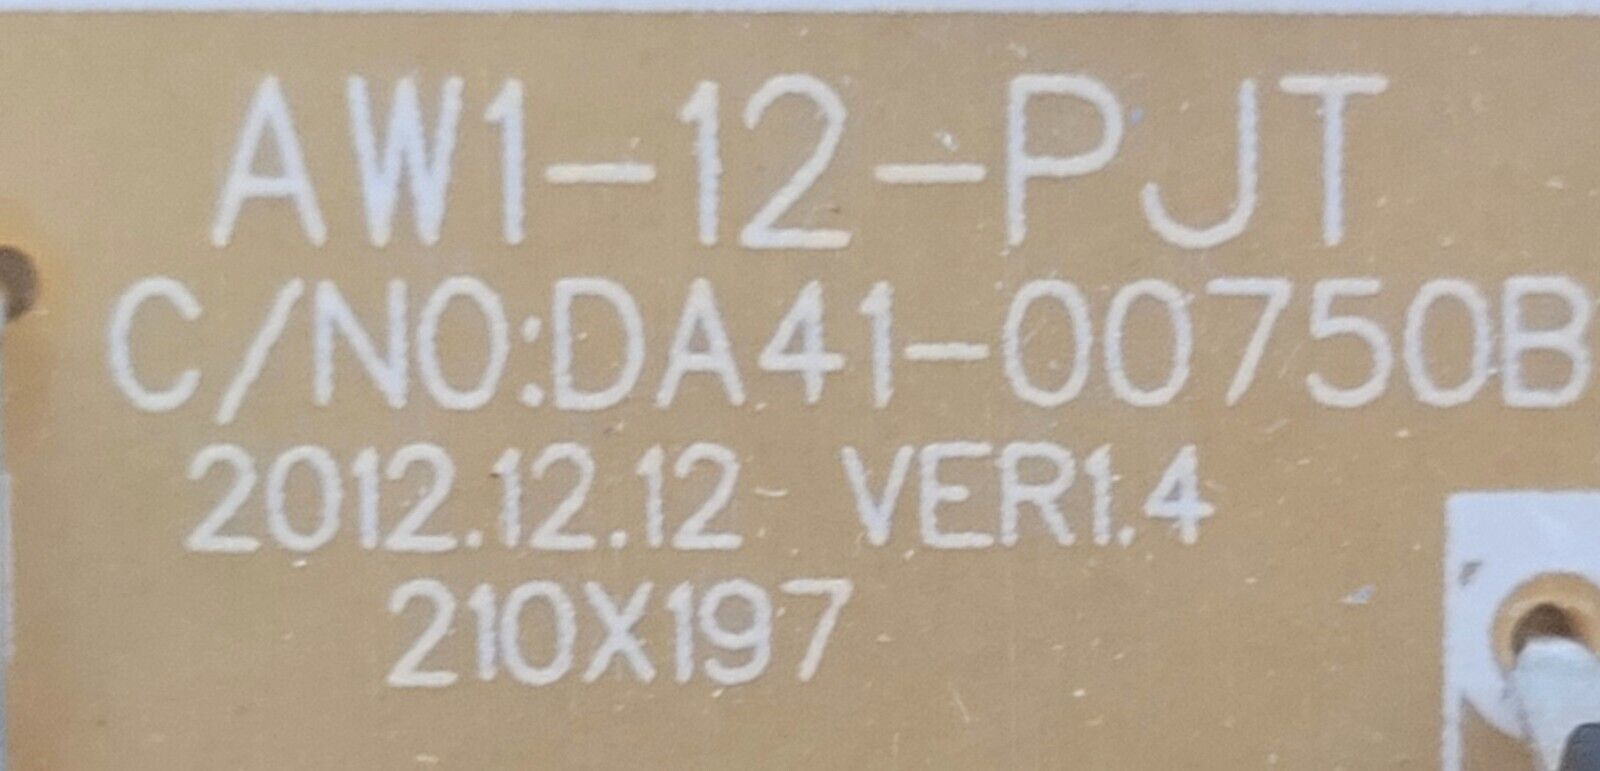 AW1-12-PJT
C/NO:DA41-00750B
2012.12.12 VER1.4
210X197